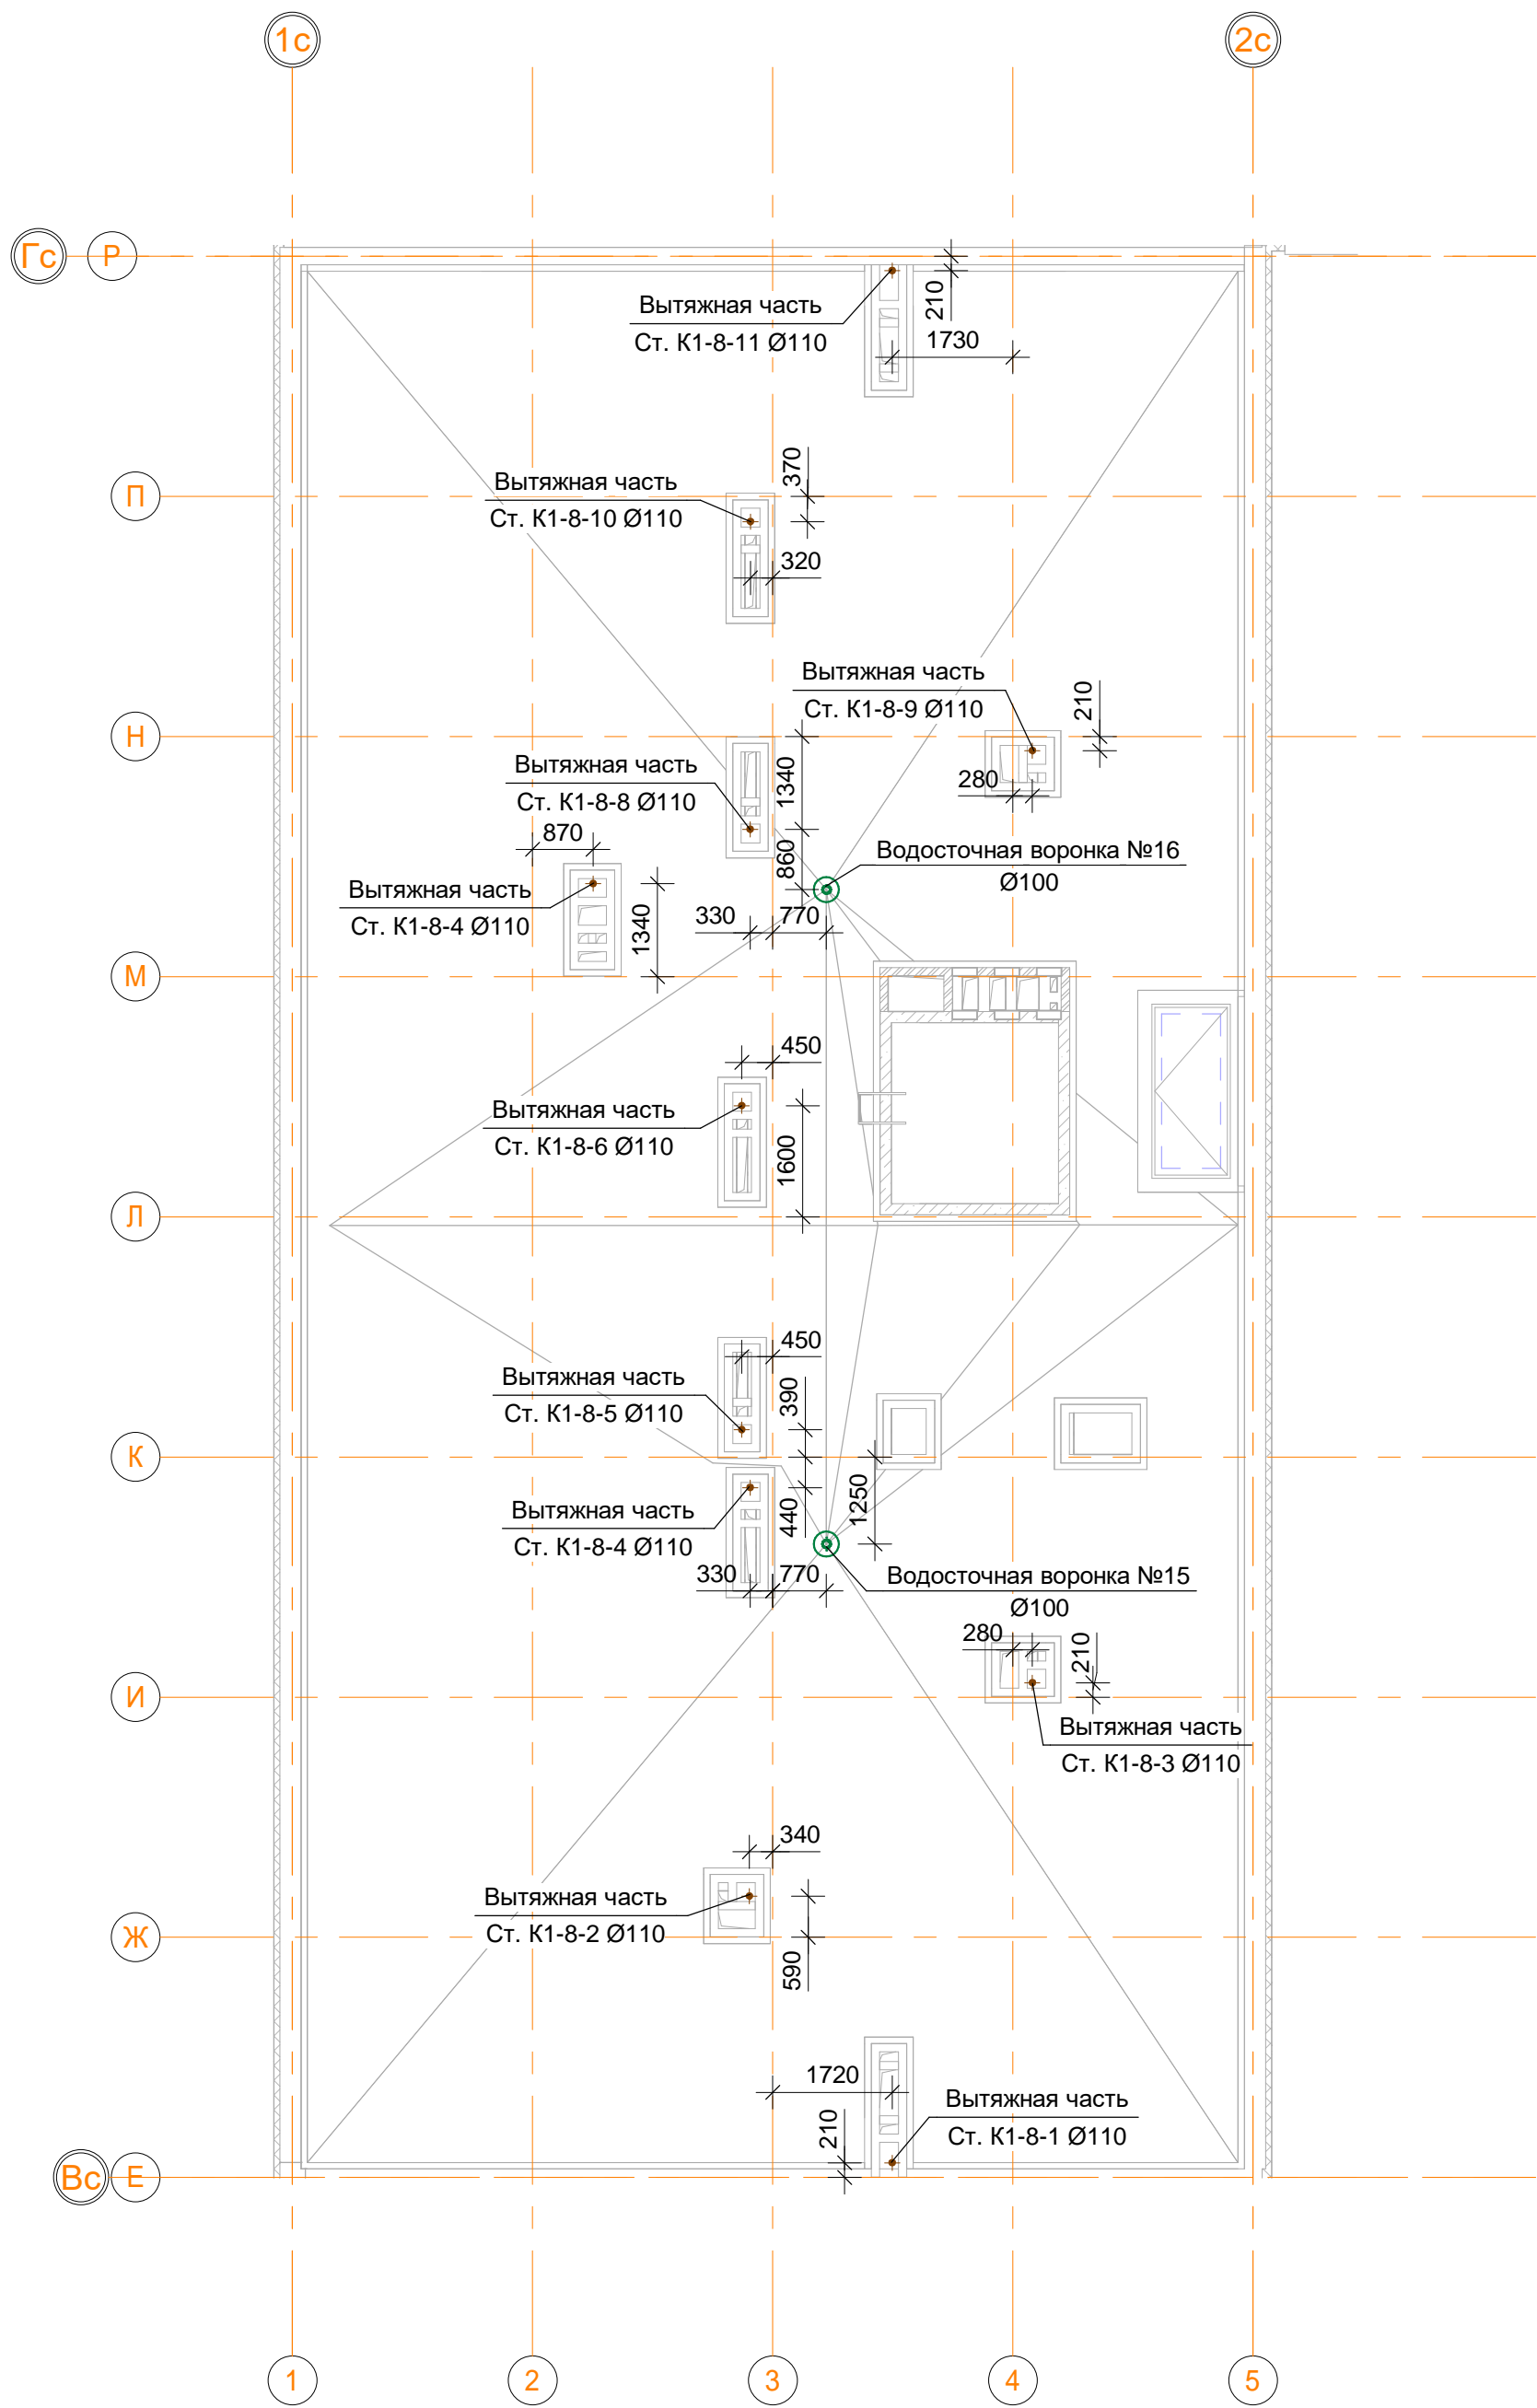 1с
2с
Гс
Р
210
Вытяжная часть
Ст. К1-8-11 Ø110
1730
370
Вытяжная часть
Ст. К1-8-10 Ø110
П
320
Вытяжная часть
Ст. К1-8-9 Ø110
210
Н
Вытяжная часть
Ст. К1-8-8 Ø110
1340
280
870
860
Водосточная воронка №16
Ø100
Вытяжная часть
Ст. К1-8-4 Ø110
1340
330
770
М
450
Вытяжная часть
Ст. К1-8-6 Ø110
1600
Л
450
Вытяжная часть
Ст. К1-8-5 Ø110
390
К
1250
Вытяжная часть
Ст. К1-8-4 Ø110
440
330
770
Водосточная воронка №15
Ø100
280
210
И
Вытяжная часть
Ст. К1-8-3 Ø110
340
Вытяжная часть
Ст. К1-8-2 Ø110
Ж
590
1720
Вытяжная часть
Ст. К1-8-1 Ø110
210
Вс
Е
1
2
3
4
5